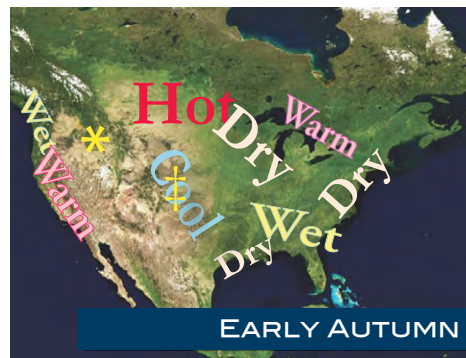 Hot
Warm
Wet
*
Dry
Cool
‡
Warm
Dry
Wet
Dry
EARLY AUTUMN